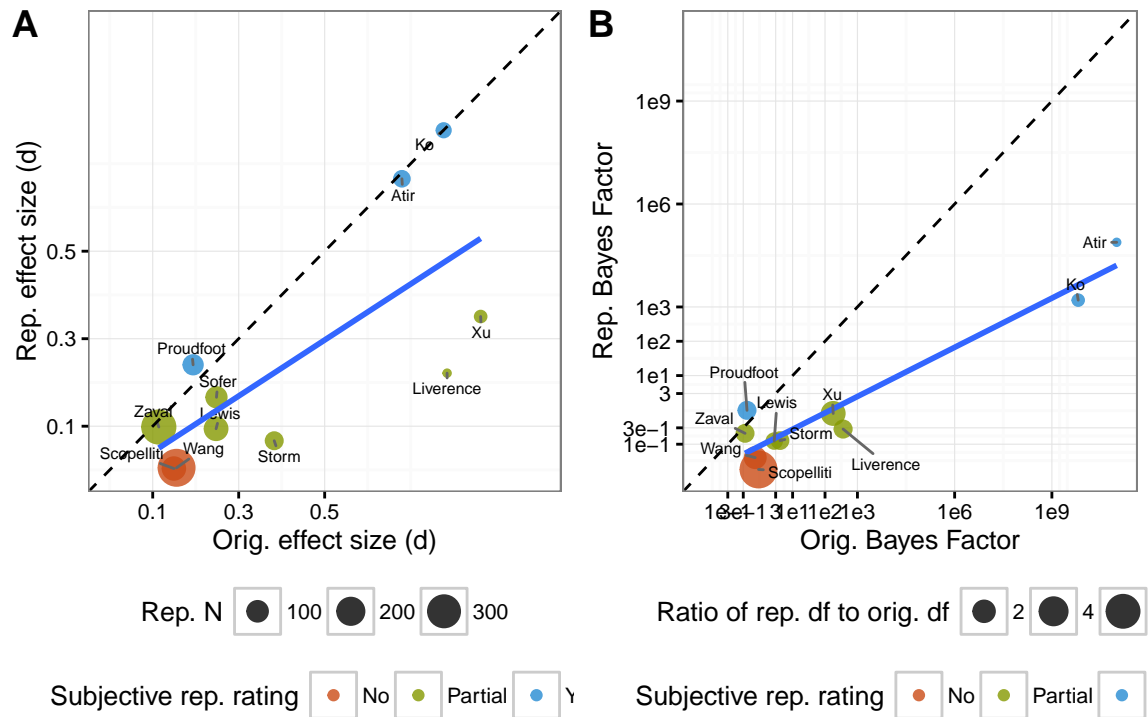 A
Rep. effect size (d)
0.5
0.3
0.1
Ko
Atir
Xu
Proudfoot
Sofer
Liverence
Zaval
Lewis
Scopelliti
Wang
Storm
0.1 0.3 0.5
Orig. effect size (d)
Rep. N 100 200 300
Subjective rep. rating No Partial Y
B
Rep. Bayes Factor
1e9
1e6
1e3
1e2
1e1
3
3e-1
1e-1
Atir
Ko
Proudfoot
Lewis
Xu
Zaval
Storm
Wang
Scopelliti
Liverence
3 1e1 1e2 1e3 1e6 1e9
Orig. Bayes Factor
Ratio of rep. df to orig. df 2 4
Subjective rep. rating No Partial